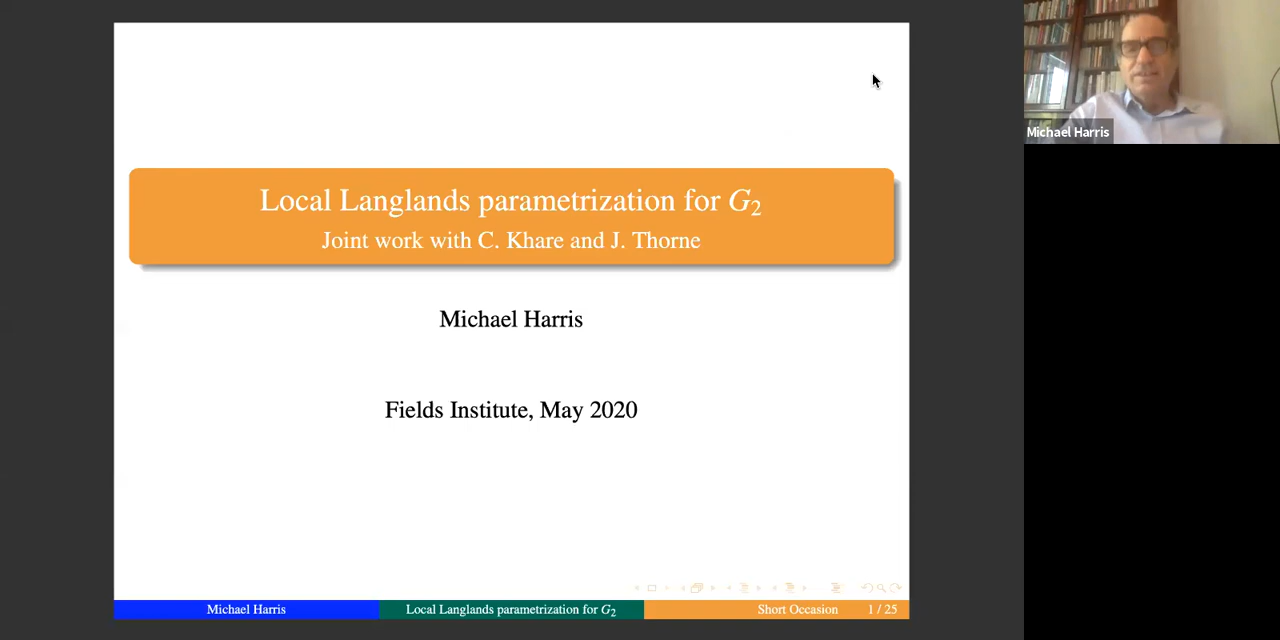 Local Langlands parametrization for G₂
Joint work with C. Khare and J. Thorne
Michael Harris
Fields Institute, May 2020
Michael Harris
Local Langlands parametrization for G₂
Short Occasion
1 / 25
Michael Harris